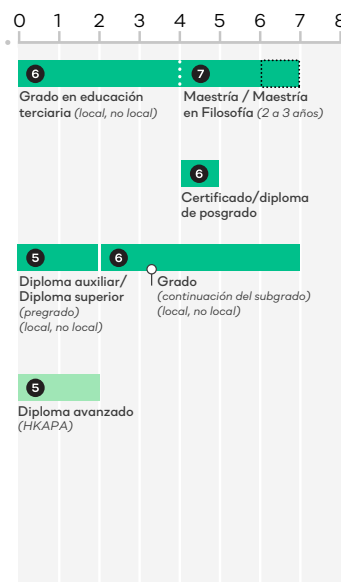 0 1 2 3 4 5 6 7 8
6 7
Grado en educación
terciaria (local, no local)
Maestría / Maestría
en Filosofía (2 a 3 años)
6
Certificado/diploma
de posgrado
5 6
Diploma auxiliar/
Diploma superior
(pregrado)
(local, no local)
Grado
(continuación del subgrado)
(local, no local)
5
Diploma avanzado
(HKAPA)